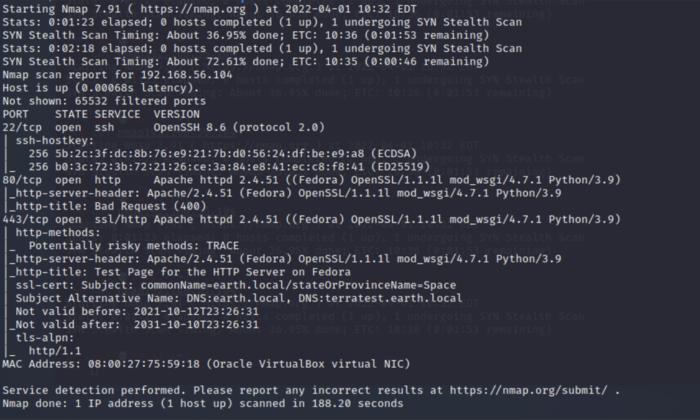 Starting Nmap 7.91 ( https://nmap.org ) at 2022-04-01 10:32 EDT
Stats: 0:01:23 elapsed; 0 hosts completed (1 up), 1 undergoing SYN Stealth Scan
SYN Stealth Scan Timing: About 36.95% done; ETC: 10:36 (0:01:53 remaining)
Stats: 0:02:18 elapsed; 0 hosts completed (1 up), 1 undergoing SYN Stealth Scan
SYN Stealth Scan Timing: About 72.61% done; ETC: 10:35 (0:00:46 remaining)
Nmap scan report for 192.168.56.104
Host is up (0.00068s latency).
Not shown: 65532 filtered ports
PORT    STATE SERVICE  VERSION
22/tcp  open  ssh      OpenSSH 8.6 (protocol 2.0)
| ssh-hostkey:
|   256 5b:2c:3f:dc:8b:76:e9:21:7b:d0:56:24:df:be:e9:a8 (ECDSA)
|_  256 b0:3c:72:3b:72:21:26:ce:3a:84:e8:41:ec:c8:f8:41 (ED25519)
80/tcp  open  http     Apache httpd 2.4.51 ((Fedora) OpenSSL/1.1.1l mod_wsgi/4.7.1 Python/3.9)
|_http-server-header: Apache/2.4.51 (Fedora) OpenSSL/1.1.1l mod_wsgi/4.7.1 Python/3.9
|_http-title: Bad Request (400)
443/tcp open  ssl/http Apache httpd 2.4.51 ((Fedora) OpenSSL/1.1.1l mod_wsgi/4.7.1 Python/3.9)
| http-methods:
|_  Potentially risky methods: TRACE
|_http-server-header: Apache/2.4.51 (Fedora) OpenSSL/1.1.1l mod_wsgi/4.7.1 Python/3.9
|_http-title: Test Page for the HTTP Server on Fedora
| ssl-cert: Subject: commonName=earth.local/stateOrProvinceName=Space
| Subject Alternative Name: DNS:earth.local, DNS:terratest.earth.local
| Not valid before: 2021-10-12T23:26:31
|_Not valid after:  2031-10-10T23:26:31
| tls-alpn:
|_  http/1.1
MAC Address: 08:00:27:75:59:18 (Oracle VirtualBox virtual NIC)
Service detection performed. Please report any incorrect results at https://nmap.org/submit/ .
Nmap done: 1 IP address (1 host up) scanned in 188.20 seconds